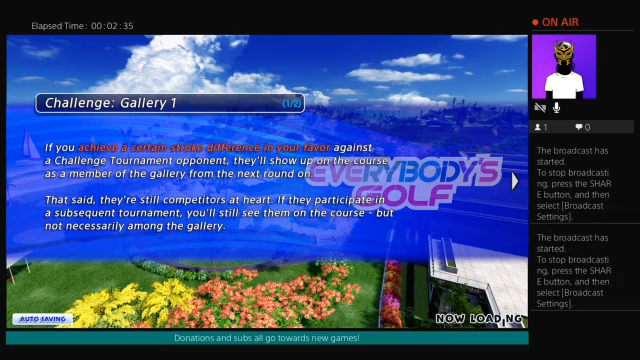 Elapsed Time : 00:02:35
ON AIR
Challenge: Gallery 1
(1/2)
If you achieve a certain stroke difference in your favor against
a Challenge Tournament opponent, they'll show up on the course
as a member of the gallery from the next round on.
That said, they're still competitors at heart. If they participate in
a subsequent tournament, you'll still see them on the course - but
not necessarily among the gallery.
EVERYBODY'S
GOLF
AUTO SAVING
NOW LOADING
Donations and subs all go towards new games!
1
0
The broadcast has
started.
To stop broadcasti
ng, press the SHAR
E button, and then
select [Broadcast
Settings].
The broadcast has
started.
To stop broadcasti
ng, press the SHAR
E button, and then
select [Broadcast
Settings].